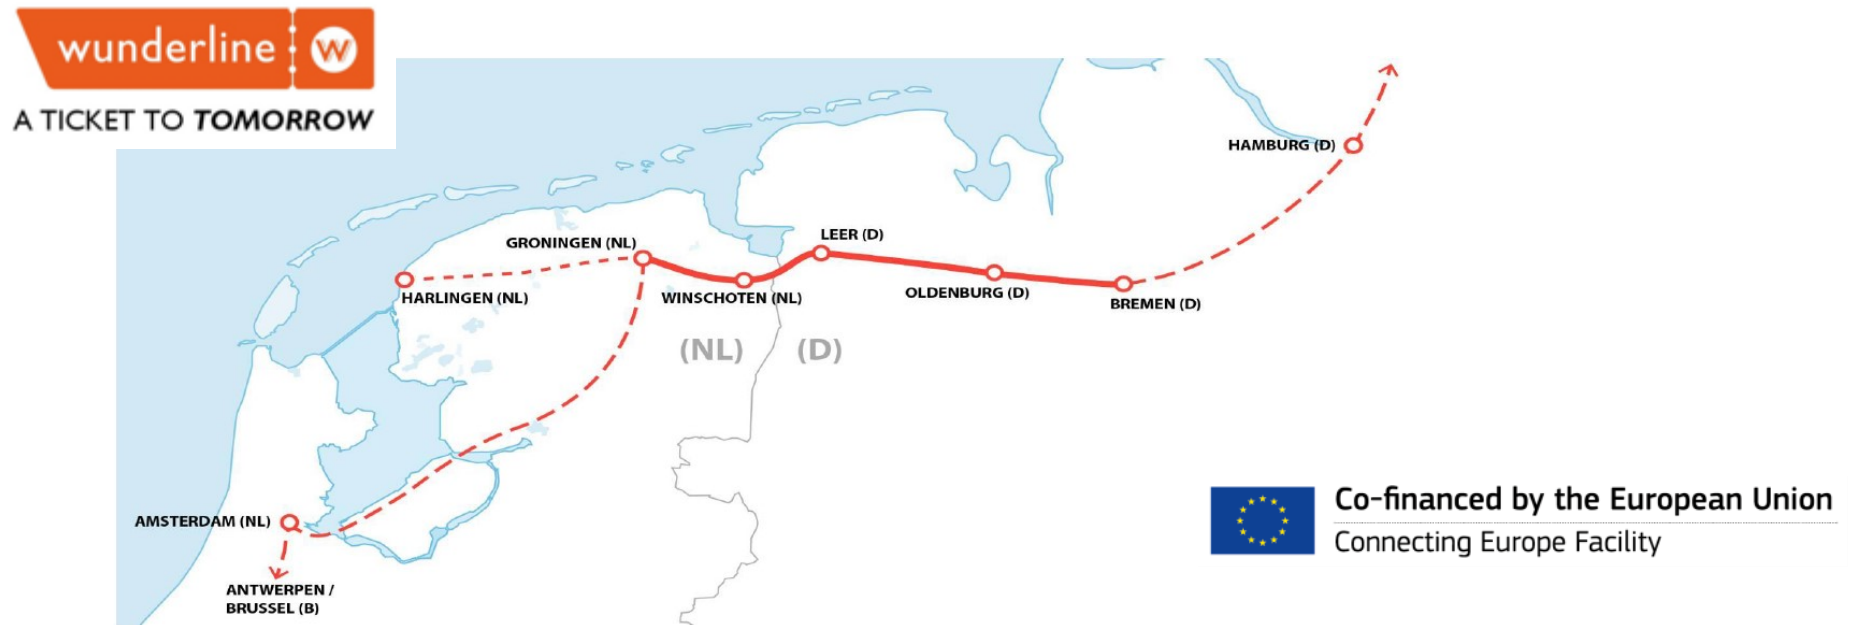 wunderline w
A TICKET TO TOMORROW
HAMBURG (D)
LEER (D)
GRONINGEN (NL)
HARLINGEN (NL)
WINSCHOTEN (NL)
OLDENBURG (D)
BREMEN (D)
(NL) (D)
AMSTERDAM (NL)
ANTWERPEN /
BRUSSEL (B)
Co-financed by the European Union
Connecting Europe Facility